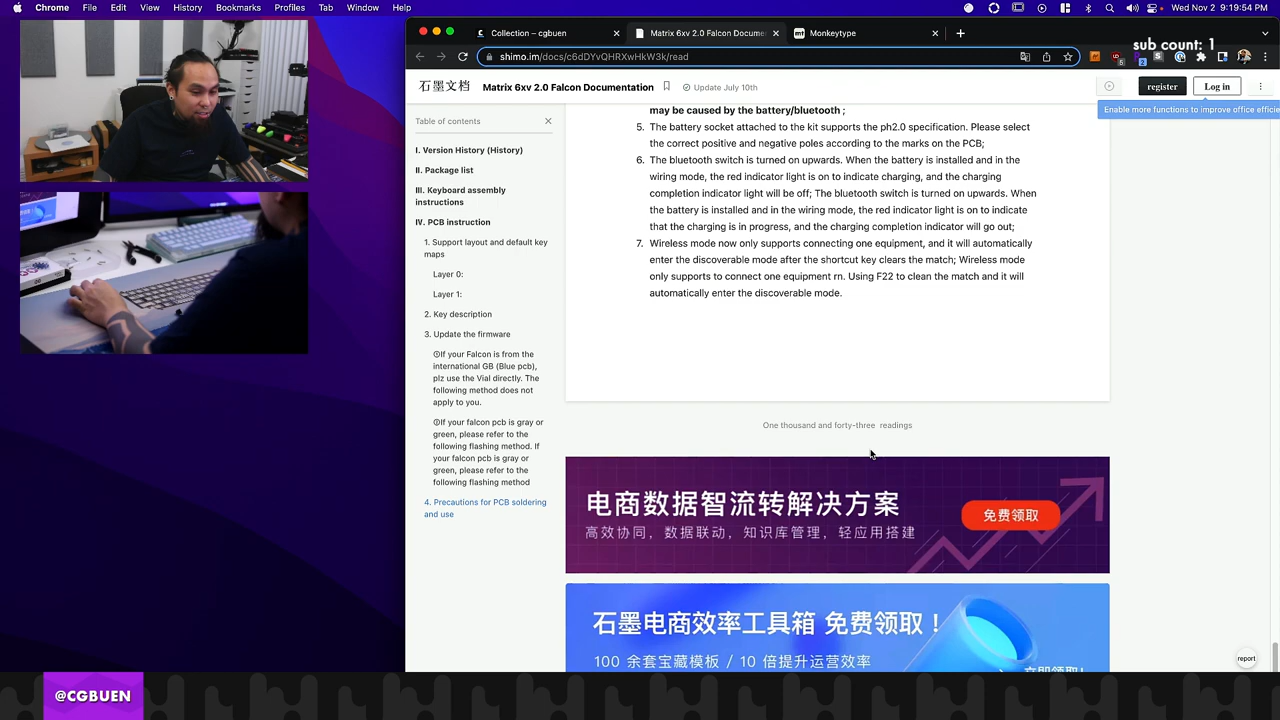 Chrome File Edit View History Bookmarks Profiles Tab Window Help
Wed Nov 2 9:19:54 PM
sub count: 1
Collection – cgbuen
Matrix 6xv 2.0 Falcon Docume
mt Monkeytype
shimo.im/docs/c6dDYvQHRXwHkW3k/read
石墨文档 Matrix 6xv 2.0 Falcon Documentation Update July 10th
register
Log in
Enable more functions to improve office efficie
Table of contents
I. Version History (History)
II. Package list
III. Keyboard assembly
instructions
IV. PCB instruction
1. Support layout and default key
maps
Layer 0:
Layer 1:
2. Key description
3. Update the firmware
①If your Falcon is from the
international GB (Blue pcb),
plz use the Vial directly. The
following method does not
apply to you.
②If your falcon pcb is gray or
green, please refer to the
following flashing method. If
your falcon pcb is gray or
green, please refer to the
following flashing method
4. Precautions for PCB soldering
and use
may be caused by the battery/bluetooth ;
5. The battery socket attached to the kit supports the ph2.0 specification. Please select
the correct positive and negative poles according to the marks on the PCB;
6. The bluetooth switch is turned on upwards. When the battery is installed and in the
wiring mode, the red indicator light is on to indicate charging, and the charging
completion indicator light will be off; The bluetooth switch is turned on upwards. When
the battery is installed and in the wiring mode, the red indicator light is on to indicate
that the charging is in progress, and the charging completion indicator will go out;
7. Wireless mode now only supports connecting one equipment, and it will automatically
enter the discoverable mode after the shortcut key clears the match; Wireless mode
only supports to connect one equipment rn. Using F22 to clean the match and it will
automatically enter the discoverable mode.
One thousand and forty-three readings
电商数据智流转解决方案
高效协同，数据联动，知识库管理，轻应用搭建
免费领取
石墨电商效率工具箱 免费领取！
100 余套宝藏模板 / 10 倍提升运营效率
立即领取!
report
@CGBUEN